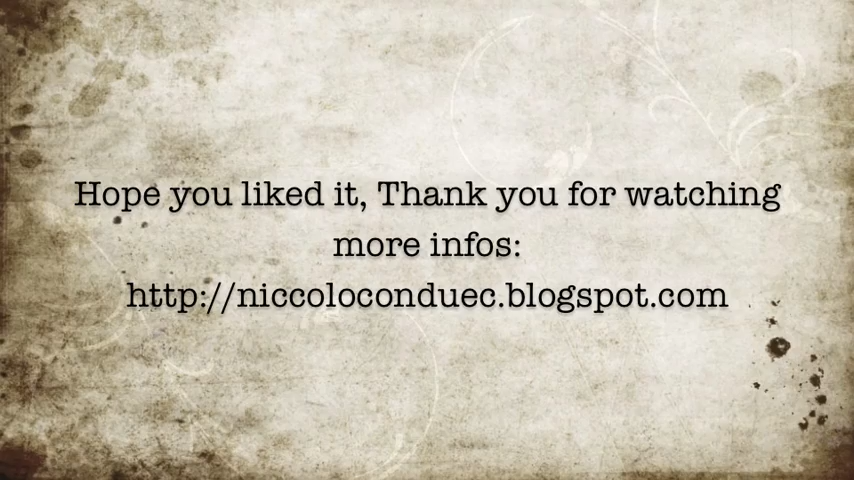 Hope you liked it, Thank you for watching
more infos:
http://niccoloconduec.blogspot.com